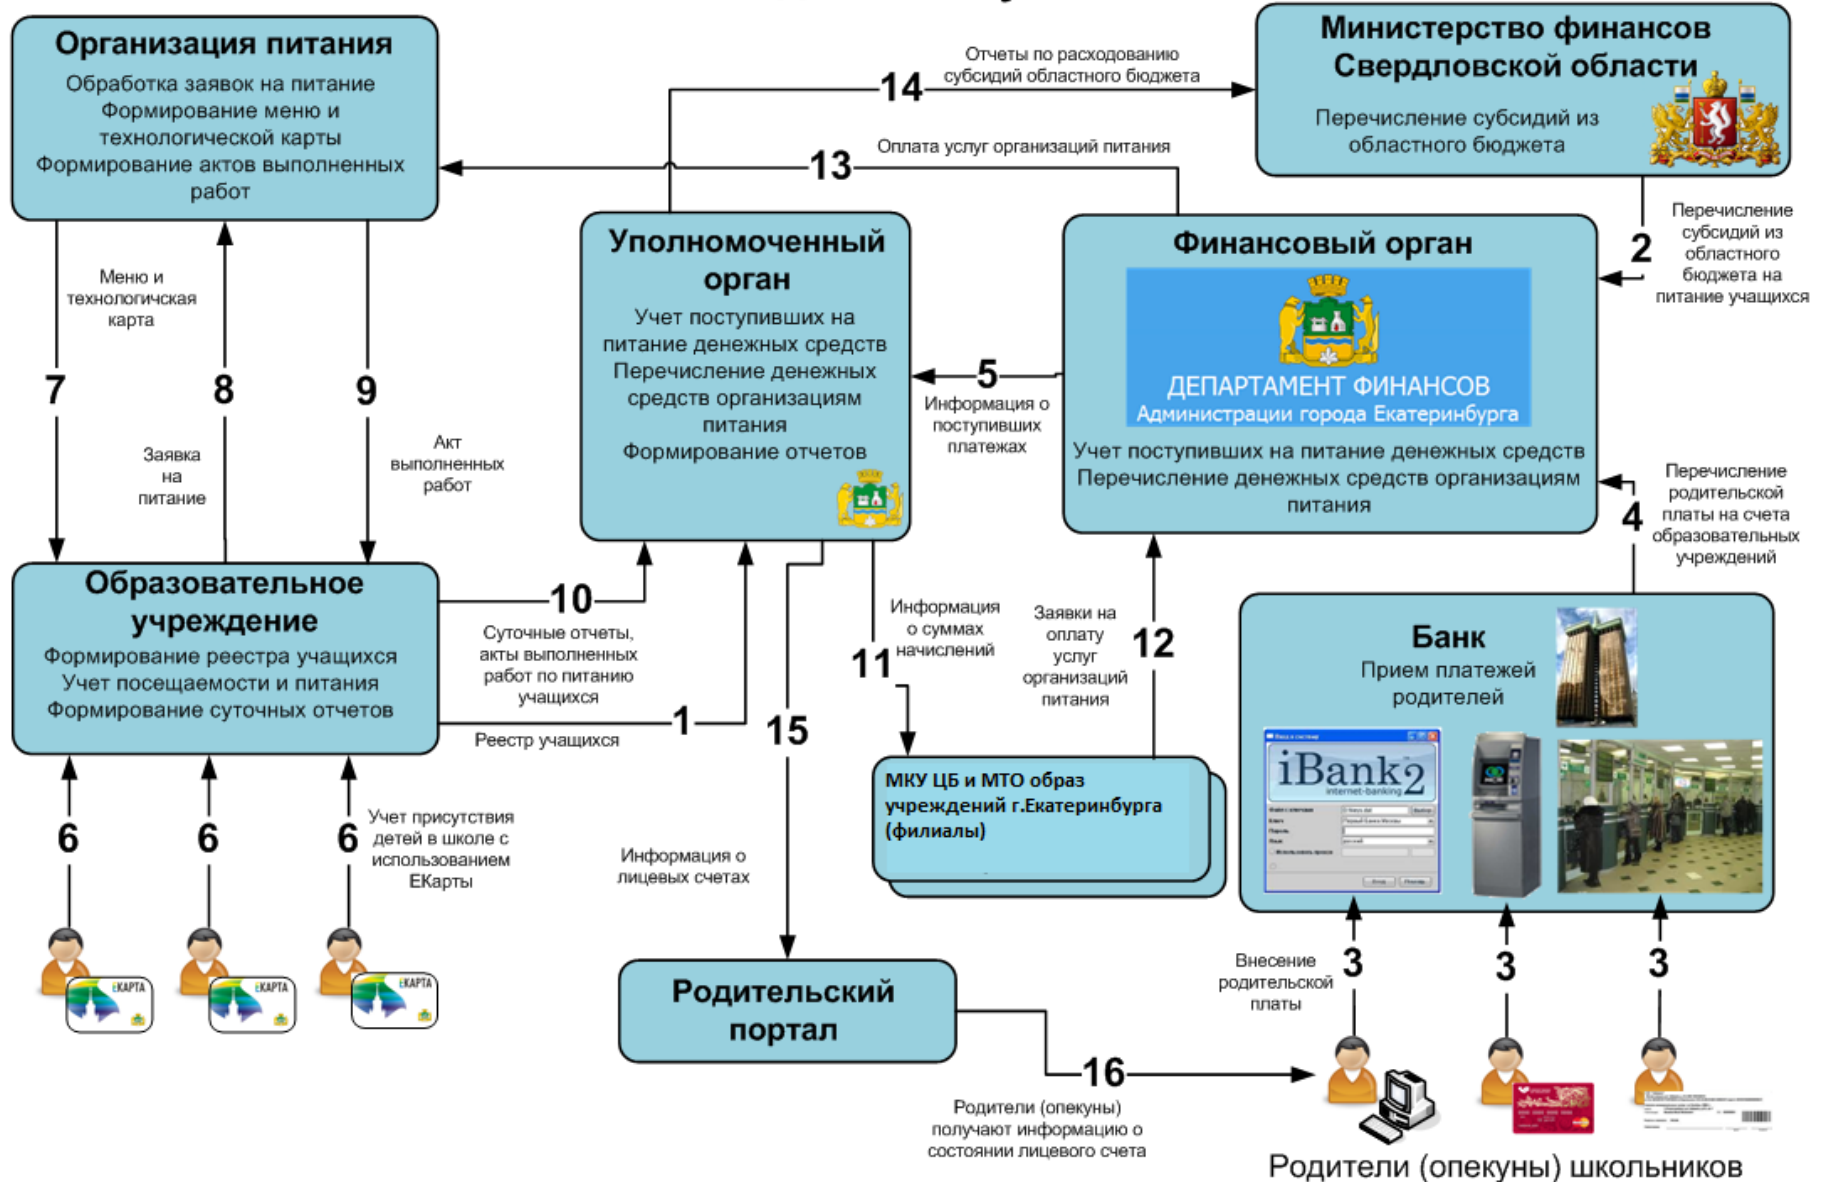 Организация питания
Обработка заявок на питание
Формирование меню и
технологической карты
Формирование актов выполненных
работ
14
Отчеты по расходованию
субсидий областного бюджета
Министерство финансов
Свердловской области
Перечисление субсидий из
областного бюджета
13
Оплата услуг организаций питания
2
Перечисление
субсидий из
областного
бюджета на
питание учащихся
7
Меню и
технологичская
карта
8
Заявка
на
питание
9
Акт
выполненных
работ
Уполномоченный
орган
Учет поступивших на
питание денежных средств
Перечисление денежных
средств организациям
питания
Формирование отчетов
5
Информация о
поступивших
платежах
Финансовый орган
ДЕПАРТАМЕНТ ФИНАНСОВ
Администрации города Екатеринбурга
Учет поступивших на питание денежных средств
Перечисление денежных средств организациям
питания
4
Перечисление
родительской
платы на счета
образовательных
учреждений
Образовательное
учреждение
Формирование реестра учащихся
Учет посещаемости и питания
Формирование суточных отчетов
10
Суточные отчеты,
акты выполненных
работ по питанию
учащихся
1
Реестр учащихся
15
Информация о
лицевых счетах
11
Информация
о суммах
начислений
12
Заявки на
оплату
услуг
организаций
питания
МКУ ЦБ и МТО образ
учреждений г.Екатеринбурга
(филиалы)
Банк
Прием платежей
родителей
iBank2
internet-banking
6
6
6
Учет присутствия
детей в школе с
использованием
ЕКарты
ЕКАРТА
ЕКАРТА
ЕКАРТА
Родительский
портал
16
Родители (опекуны)
получают информацию о
состоянии лицевого счета
3
3
3
Внесение
родительской
платы
Родители (опекуны) школьников